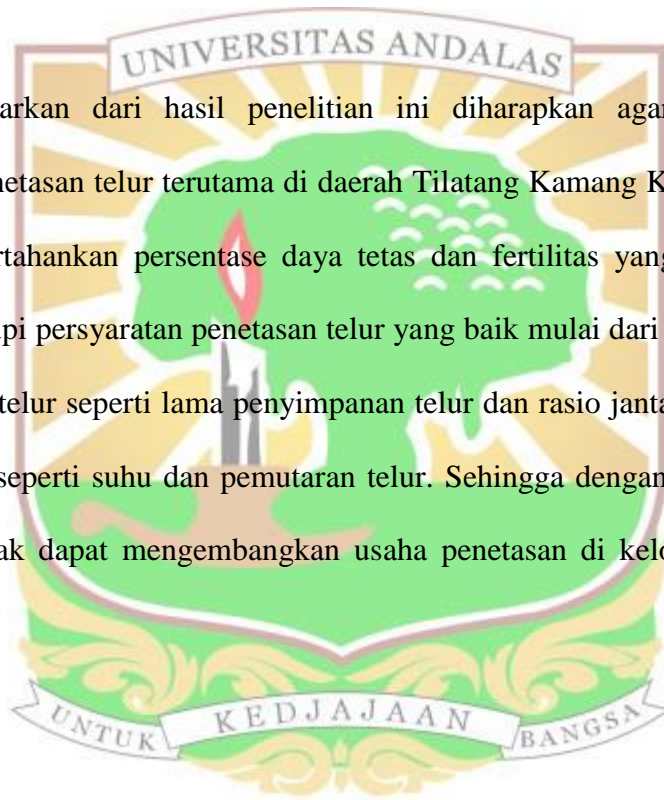 UNIVERSITAS ANDALAS
arkan dari hasil penelitian ini diharapkan agar
netasan telur terutama di daerah Tilatang Kamang K
rtahankan persentase daya tetas dan fertilitas yang
pi persyaratan penetasan telur yang baik mulai dari
telur seperti lama penyimpanan telur dan rasio janta
seperti suhu dan pemutaran telur. Sehingga dengan
ak dapat mengembangkan usaha penetasan di kelo
UNTUK KEDJAJAAN BANGSA